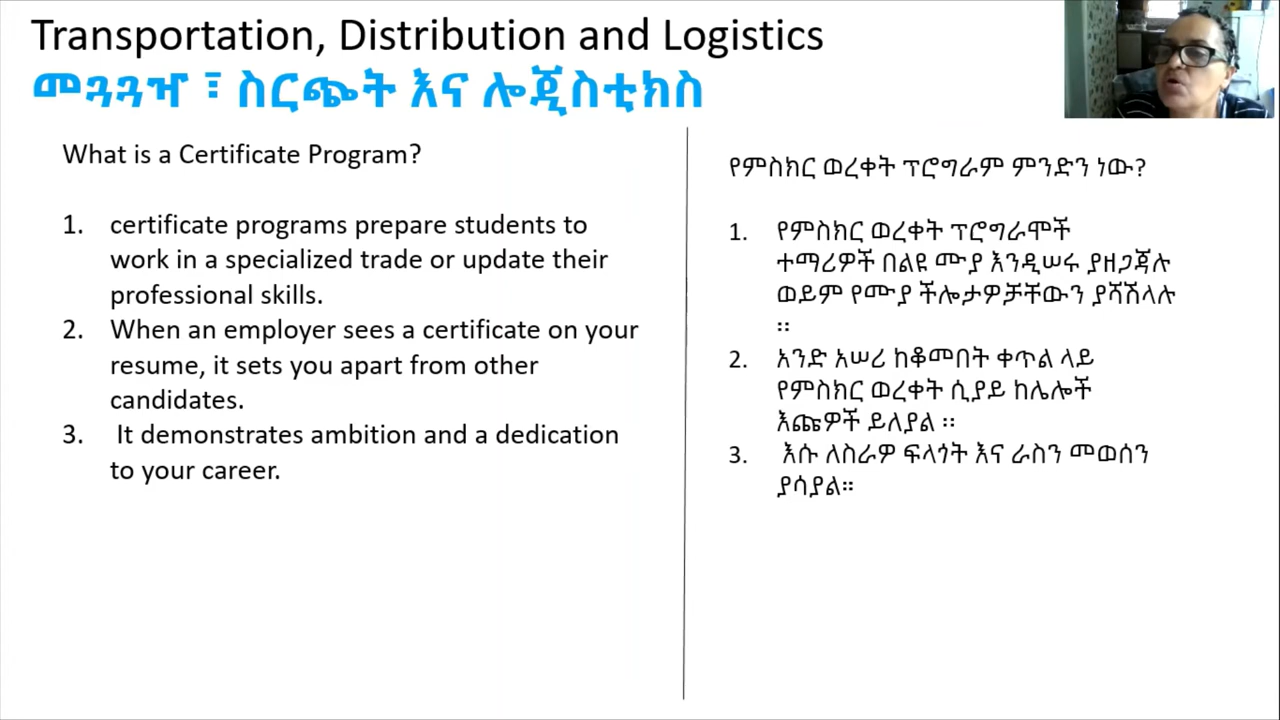 Transportation, Distribution and Logistics
መጓጓዣ ፣ ስርጭት እና ሎጂስቲክስ
What is a Certificate Program?
1. certificate programs prepare students to
work in a specialized trade or update their
professional skills.
2. When an employer sees a certificate on your
resume, it sets you apart from other
candidates.
3. It demonstrates ambition and a dedication
to your career.
የምስክር ወረቀት ፕሮግራም ምንድን ነው?
1. የምስክር ወረቀት ፕሮግራሞች
ተማሪዎች በልዩ ሙያ እንዲሠሩ ያዘጋጃሉ
ወይም የሙያ ችሎታዎቻቸውን ያሻሽላሉ
፡፡
2. አንድ አሠሪ ከቆመበት ቀጥል ላይ
የምስክር ወረቀት ሲያይ ከሌሎች
እጩዎች ይለያል ፡፡
3. እሱ ለስራዎ ፍላጎት እና ራስን መወሰን
ያሳያል።